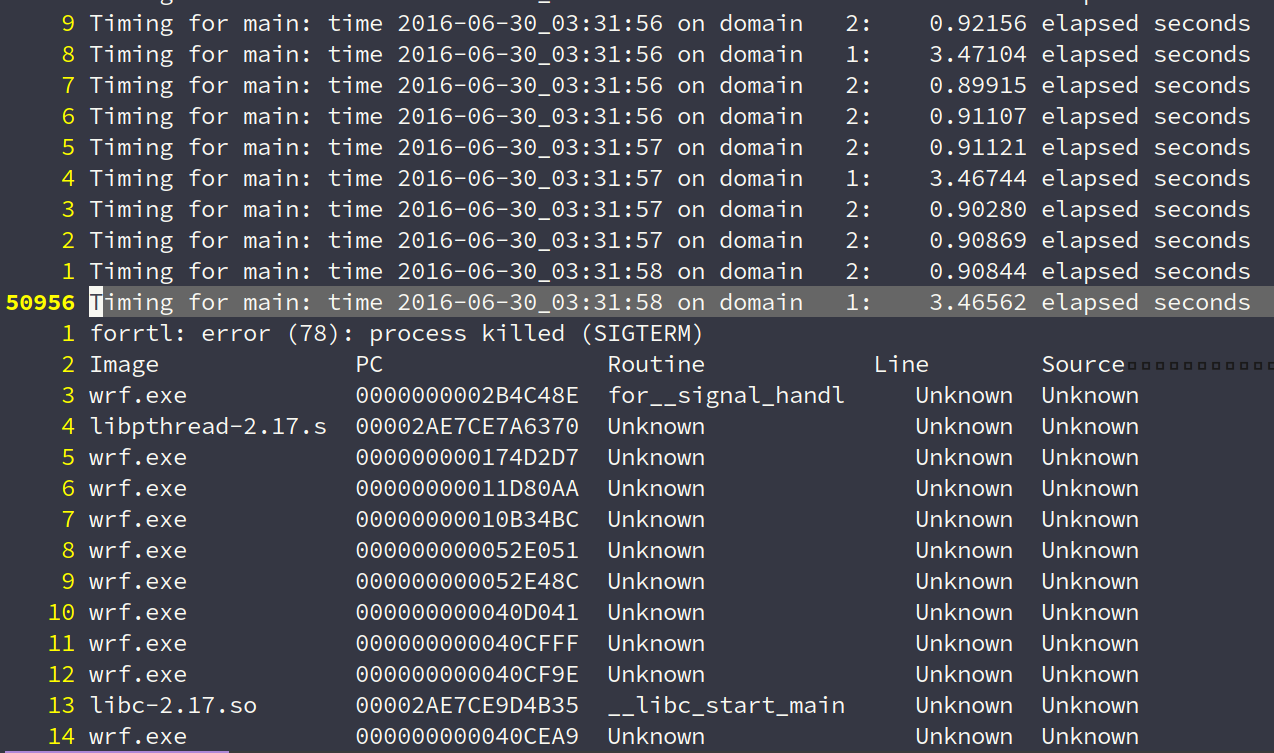 9 Timing for main: time 2016-06-30_03:31:56 on domain   2:    0.92156 elapsed seconds
8 Timing for main: time 2016-06-30_03:31:56 on domain   1:    3.47104 elapsed seconds
7 Timing for main: time 2016-06-30_03:31:56 on domain   2:    0.89915 elapsed seconds
6 Timing for main: time 2016-06-30_03:31:56 on domain   2:    0.91107 elapsed seconds
5 Timing for main: time 2016-06-30_03:31:57 on domain   2:    0.91121 elapsed seconds
4 Timing for main: time 2016-06-30_03:31:57 on domain   1:    3.46744 elapsed seconds
3 Timing for main: time 2016-06-30_03:31:57 on domain   2:    0.90280 elapsed seconds
2 Timing for main: time 2016-06-30_03:31:57 on domain   2:    0.90869 elapsed seconds
1 Timing for main: time 2016-06-30_03:31:58 on domain   2:    0.90844 elapsed seconds
50956 Timing for main: time 2016-06-30_03:31:58 on domain   1:    3.46562 elapsed seconds
1 forrtl: error (78): process killed (SIGTERM)
2 Image              PC                Routine            Line        Source
3 wrf.exe            0000000002B4C48E  for__signal_handl     Unknown  Unknown
4 libpthread-2.17.s  00002AE7CE7A6370  Unknown               Unknown  Unknown
5 wrf.exe            000000000174D2D7  Unknown               Unknown  Unknown
6 wrf.exe            00000000011D80AA  Unknown               Unknown  Unknown
7 wrf.exe            00000000010B34BC  Unknown               Unknown  Unknown
8 wrf.exe            000000000052E051  Unknown               Unknown  Unknown
9 wrf.exe            000000000052E48C  Unknown               Unknown  Unknown
10 wrf.exe            000000000040D041  Unknown               Unknown  Unknown
11 wrf.exe            000000000040CFFF  Unknown               Unknown  Unknown
12 wrf.exe            000000000040CF9E  Unknown               Unknown  Unknown
13 libc-2.17.so       00002AE7CE9D4B35  __libc_start_main     Unknown  Unknown
14 wrf.exe            000000000040CEA9  Unknown               Unknown  Unknown